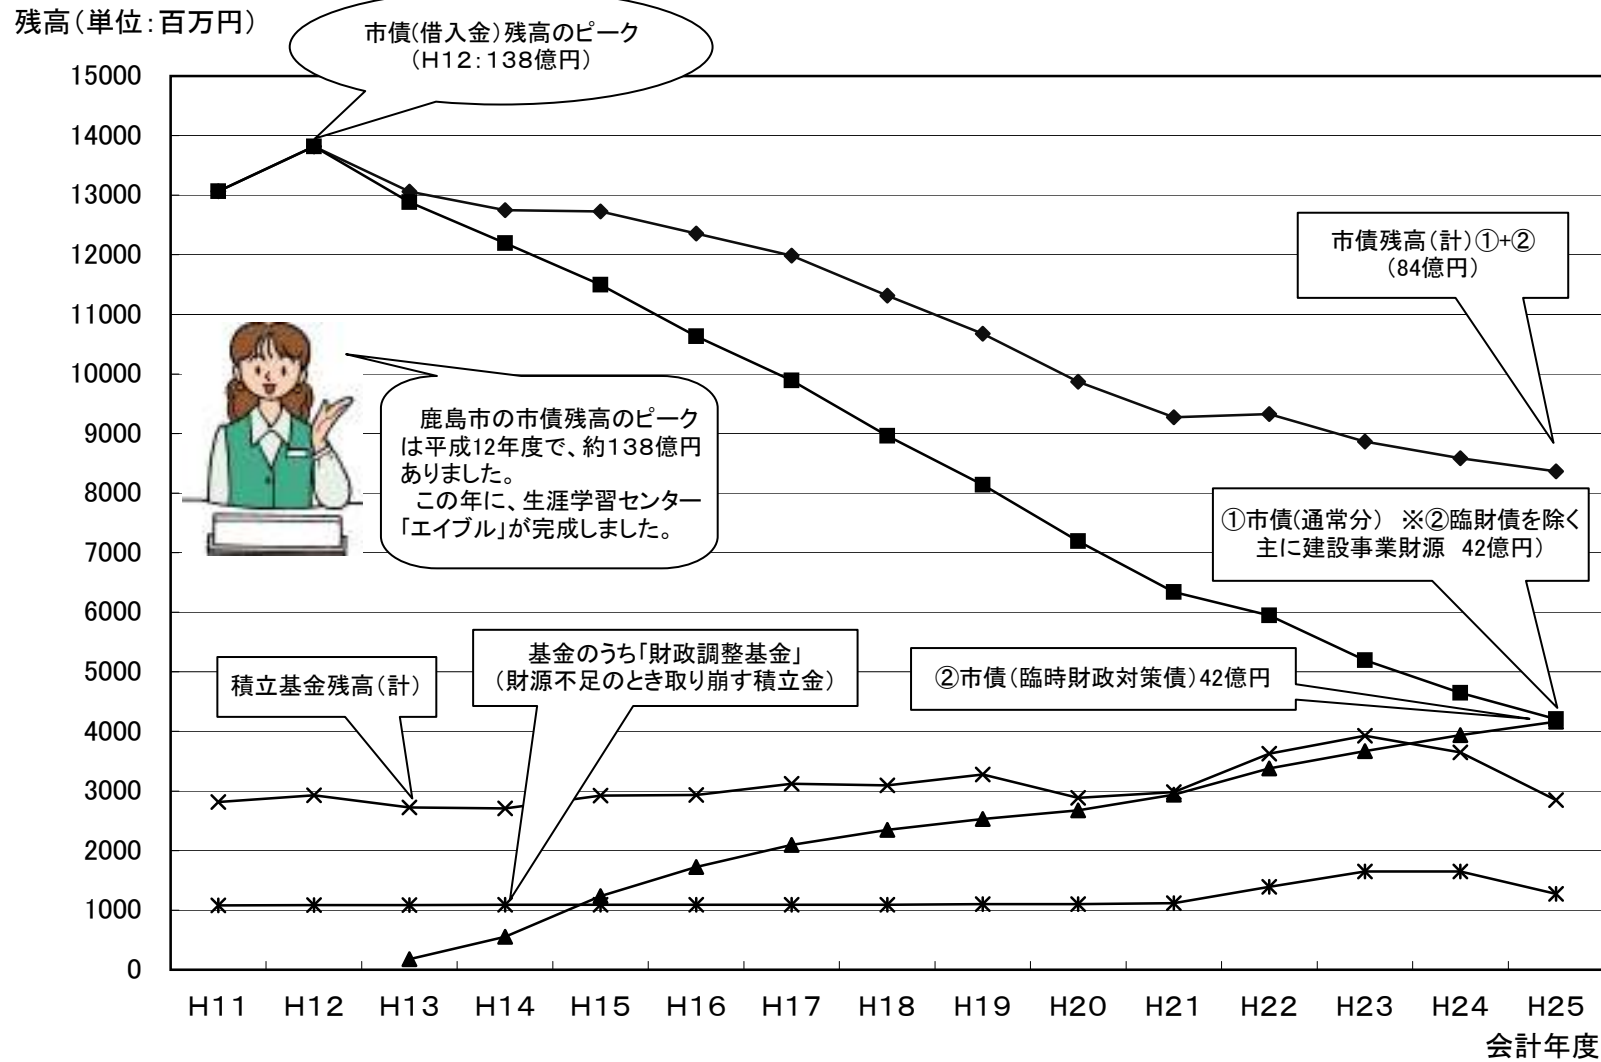 残高(単位:百万円)
市債(借入金)残高のピーク
(H12:138億円)
15000
14000
13000
12000
11000
10000
9000
8000
7000
6000
5000
4000
3000
2000
1000
0
市債残高(計)①+②
(84億円)
鹿島市の市債残高のピーク
は平成12年度で、約138億円
ありました。
この年に、生涯学習センター
「エイブル」が完成しました。
①市債(通常分) ※②臨財債を除く
主に建設事業財源 42億円)
基金のうち「財政調整基金」
(財源不足のとき取り崩す積立金)
積立基金残高(計)
②市債(臨時財政対策債)42億円
H11 H12 H13 H14 H15 H16 H17 H18 H19 H20 H21 H22 H23 H24 H25
会計年度